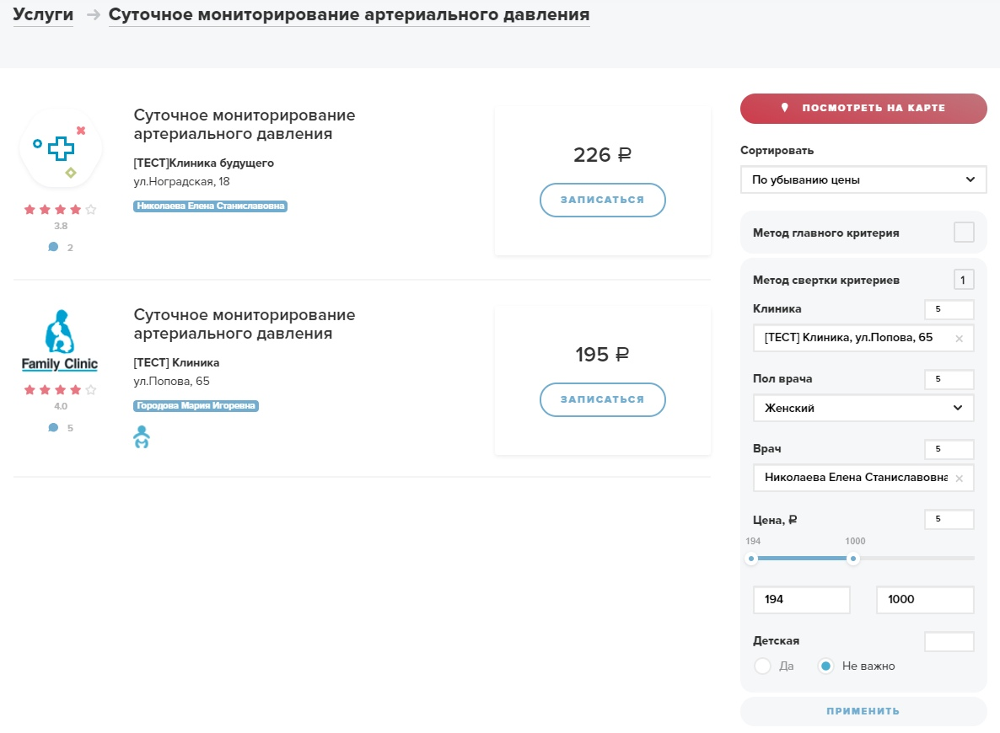 Услуги → Суточное мониторирование артериального давления
Суточное мониторирование
артериального давления
[ТЕСТ]Клиника будущего
ул.Ноградская, 18
Николаева Елена Станиславовна
3.8
2
226 ₽
ЗАПИСАТЬСЯ
Family Clinic
4.0
5
Суточное мониторирование
артериального давления
[ТЕСТ] Клиника
ул.Попова, 65
Городова Мария Игоревна
195 ₽
ЗАПИСАТЬСЯ
ПОСМОТРЕТЬ НА КАРТЕ
Сортировать
По убыванию цены
Метод главного критерия
Метод свертки критериев 1
Клиника 5
[ТЕСТ] Клиника, ул.Попова, 65 ×
Пол врача 5
Женский
Врач 5
Николаева Елена Станиславовна ×
Цена, ₽ 5
194 1000
194 1000
Детская
Да Не важно
ПРИМЕНИТЬ